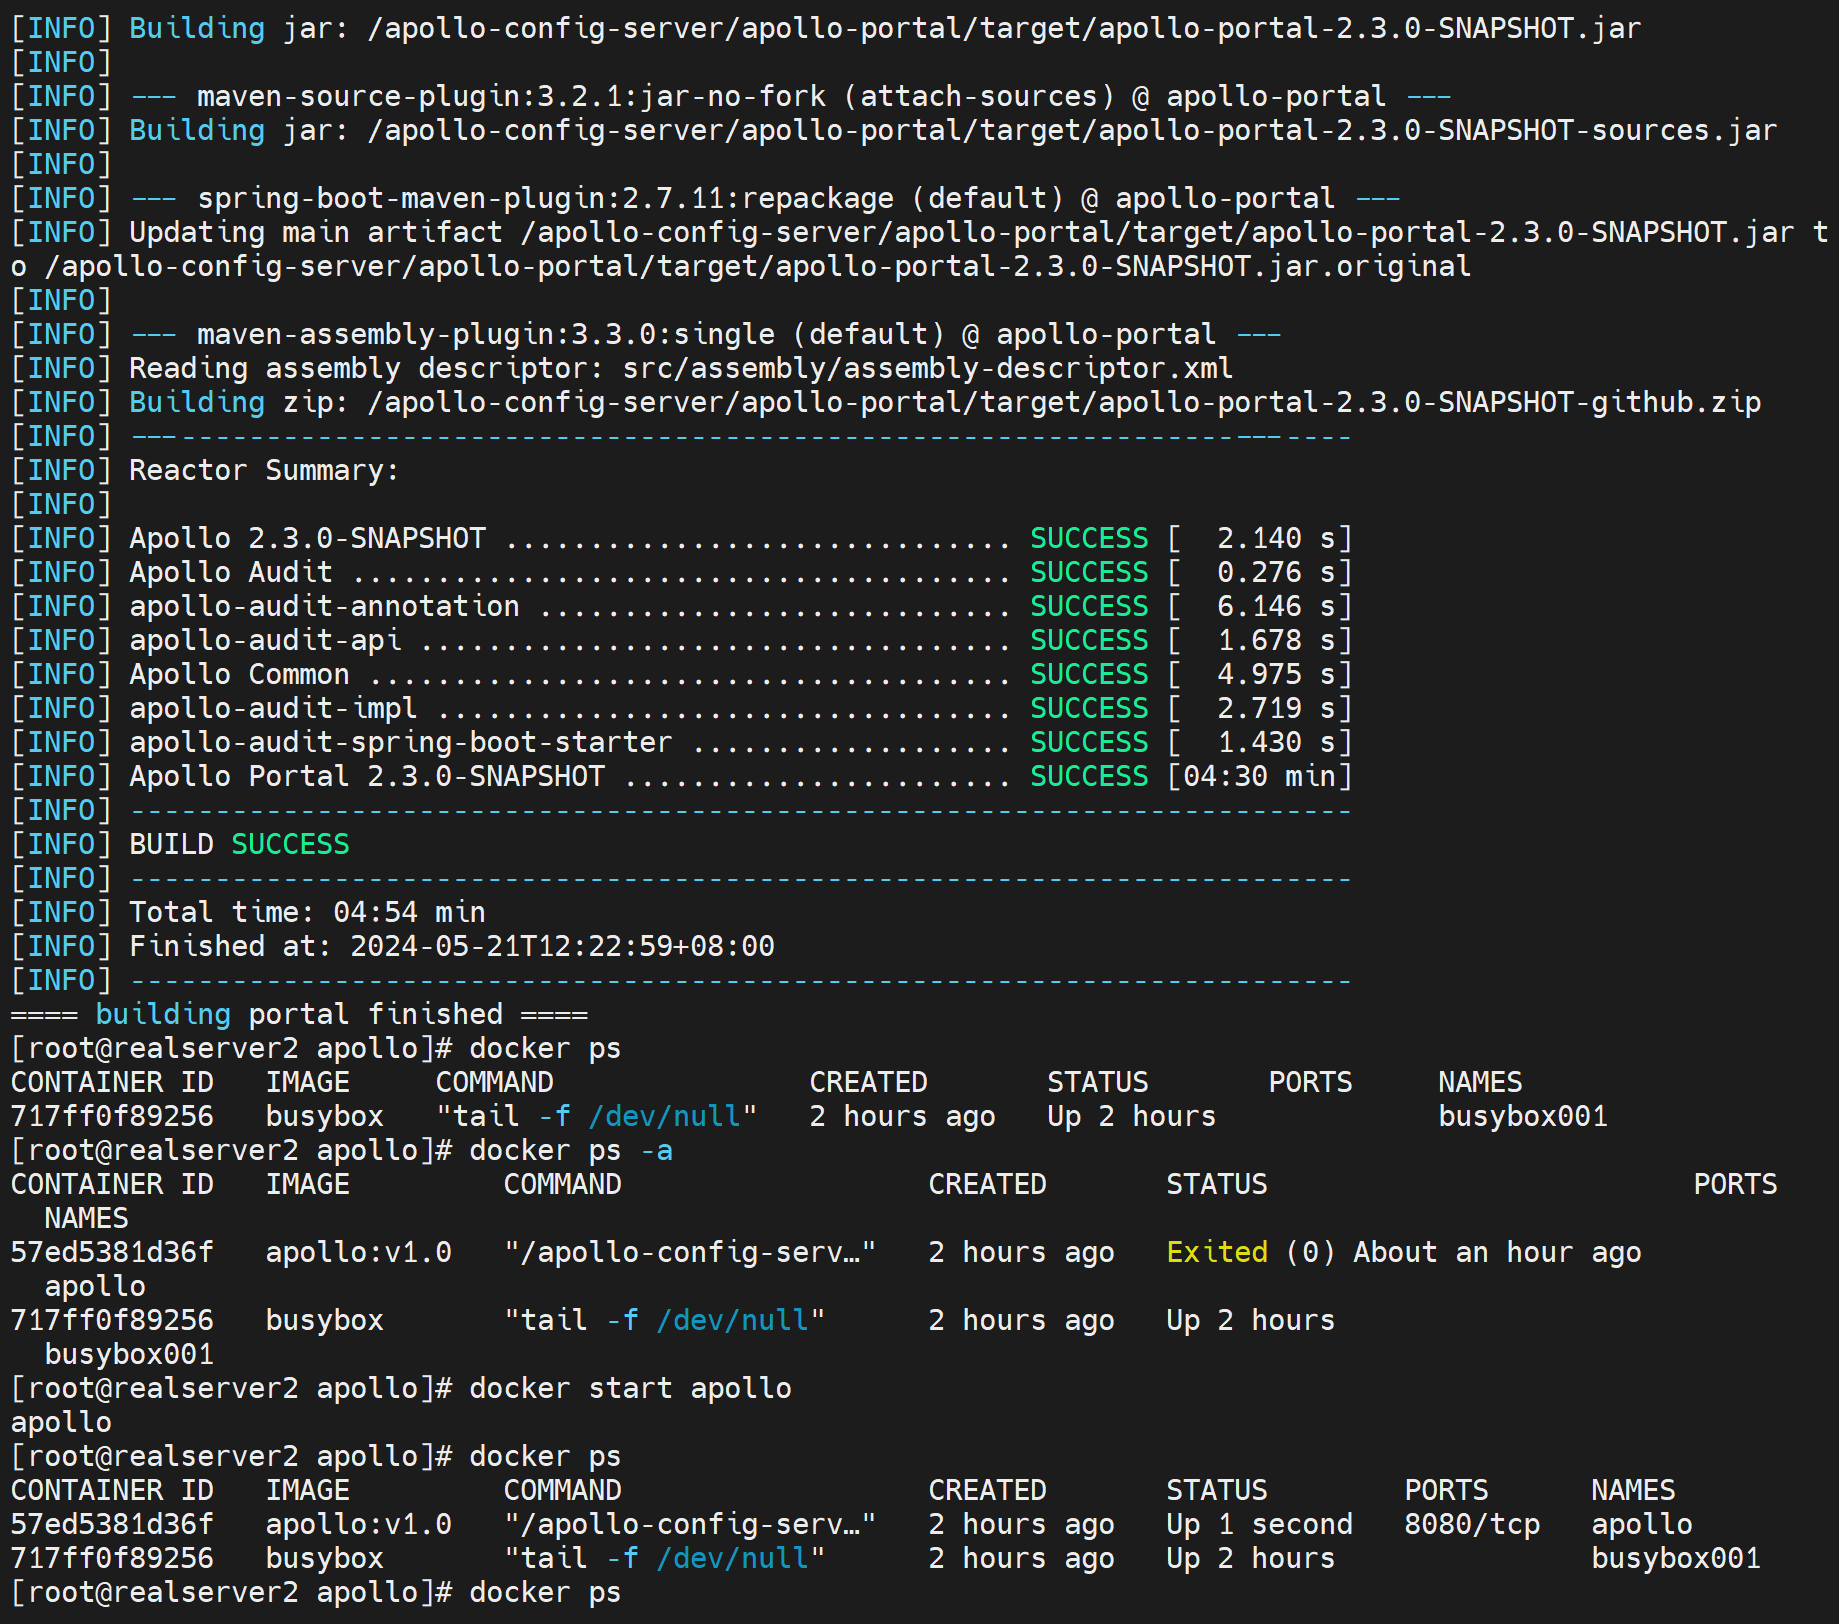 [INFO] Building jar: /apollo-config-server/apollo-portal/target/apollo-portal-2.3.0-SNAPSHOT.jar
[INFO]
[INFO] --- maven-source-plugin:3.2.1:jar-no-fork (attach-sources) @ apollo-portal ---
[INFO] Building jar: /apollo-config-server/apollo-portal/target/apollo-portal-2.3.0-SNAPSHOT-sources.jar
[INFO]
[INFO] --- spring-boot-maven-plugin:2.7.11:repackage (default) @ apollo-portal ---
[INFO] Updating main artifact /apollo-config-server/apollo-portal/target/apollo-portal-2.3.0-SNAPSHOT.jar t
o /apollo-config-server/apollo-portal/target/apollo-portal-2.3.0-SNAPSHOT.jar.original
[INFO]
[INFO] --- maven-assembly-plugin:3.3.0:single (default) @ apollo-portal ---
[INFO] Reading assembly descriptor: src/assembly/assembly-descriptor.xml
[INFO] Building zip: /apollo-config-server/apollo-portal/target/apollo-portal-2.3.0-SNAPSHOT-github.zip
[INFO] ------------------------------------------------------------------------
[INFO] Reactor Summary:
[INFO]
[INFO] Apollo 2.3.0-SNAPSHOT .............................. SUCCESS [  2.140 s]
[INFO] Apollo Audit ....................................... SUCCESS [  0.276 s]
[INFO] apollo-audit-annotation ............................ SUCCESS [  6.146 s]
[INFO] apollo-audit-api ................................... SUCCESS [  1.678 s]
[INFO] Apollo Common ...................................... SUCCESS [  4.975 s]
[INFO] apollo-audit-impl .................................. SUCCESS [  2.719 s]
[INFO] apollo-audit-spring-boot-starter ................... SUCCESS [  1.430 s]
[INFO] Apollo Portal 2.3.0-SNAPSHOT ....................... SUCCESS [04:30 min]
[INFO] ------------------------------------------------------------------------
[INFO] BUILD SUCCESS
[INFO] ------------------------------------------------------------------------
[INFO] Total time: 04:54 min
[INFO] Finished at: 2024-05-21T12:22:59+08:00
[INFO] ------------------------------------------------------------------------
==== building portal finished ====
[root@realserver2 apollo]# docker ps
CONTAINER ID   IMAGE     COMMAND               CREATED       STATUS       PORTS     NAMES
717ff0f89256   busybox   "tail -f /dev/null"   2 hours ago   Up 2 hours             busybox001
[root@realserver2 apollo]# docker ps -a
CONTAINER ID   IMAGE         COMMAND                  CREATED       STATUS                         PORTS
  NAMES
57ed5381d36f   apollo:v1.0   "/apollo-config-serv…"   2 hours ago   Exited (0) About an hour ago
  apollo
717ff0f89256   busybox       "tail -f /dev/null"      2 hours ago   Up 2 hours
  busybox001
[root@realserver2 apollo]# docker start apollo
apollo
[root@realserver2 apollo]# docker ps
CONTAINER ID   IMAGE         COMMAND                  CREATED       STATUS        PORTS      NAMES
57ed5381d36f   apollo:v1.0   "/apollo-config-serv…"   2 hours ago   Up 1 second   8080/tcp   apollo
717ff0f89256   busybox       "tail -f /dev/null"      2 hours ago   Up 2 hours               busybox001
[root@realserver2 apollo]# docker ps